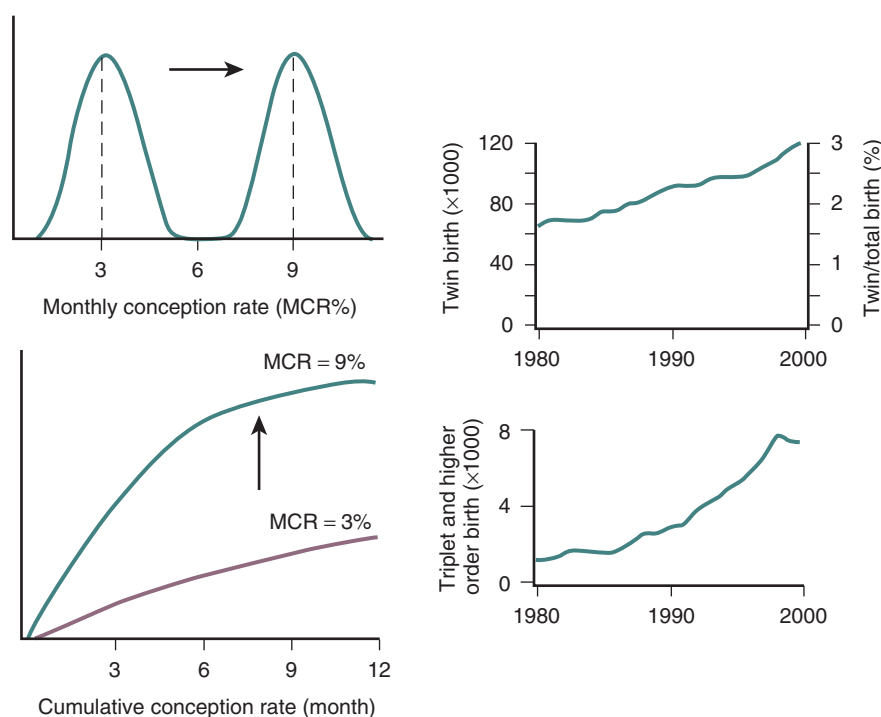 3 6 9
Monthly conception rate (MCR%)
MCR = 9%
MCR = 3%
3 6 9 12
Cumulative conception rate (month)
Twin birth (×1000)
120
80
40
0
Twin/total birth (%)
3
2
1
0
1980 1990 2000
Triplet and higher
order birth (×1000)
8
4
0
1980 1990 2000